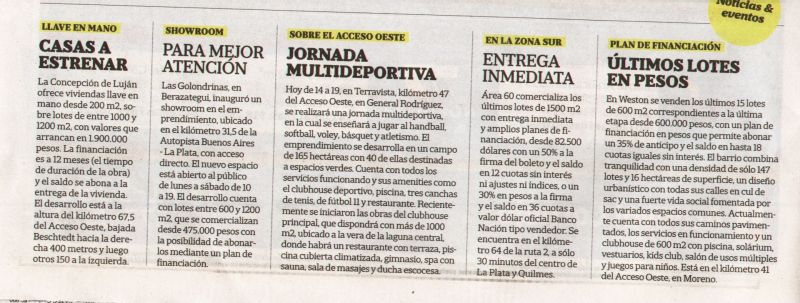 Noticias &
eventos
LLAVE EN MANO
CASAS A
ESTRENAR
La Concepción de Luján
ofrece viviendas llave en
mano desde 200 m2, so-
bre lotes de entre 1000 y
1200 m2, con valores que
arrancan en 1.900.000
pesos. La financiación
es a 12 meses (el tiempo
de duración de la obra)
y el saldo se abona a la
entrega de la vivienda.
El desarrollo está a la
altura del kilómetro 67,5
del Acceso Oeste, bajada
Beschtedt hacia la dere-
cha 400 metros y luego
otros 150 a la izquierda.
SHOWROOM
PARA MEJOR
ATENCIÓN
Las Golondrinas, en
Berazategui, inauguró un
showroom en el em-
prendimiento, ubicado
en el kilómetro 31,5 de la
Autopista Buenos Aires
- La Plata, con acceso
directo. El nuevo espacio
está abierto al público
de lunes a sábado de 10
a 19. El desarrollo cuenta
con lotes entre 600 y 1200
m2, que se comercializan
desde 475.000 pesos con
la posibilidad de abonar-
los mediante un plan de
financiación.
SOBRE EL ACCESO OESTE
JORNADA
MULTIDEPORTIVA
Hoy de 14 a 19, en Terravista, kilómetro 47
del Acceso Oeste, en General Rodríguez,
se realizará una jornada multideportiva,
en la cual se enseñará a jugar al handball,
softball, voley, básquet y atletismo. El
emprendimiento se desarrolla en un campo
de 165 hectáreas con 40 de ellas destinadas
a espacios verdes. Cuenta con todos los
servicios funcionando y sus amenities como
el clubhouse deportivo, piscina, tres canchas
de tenis, de fútbol 11 y restaurante. Reciente-
mente se iniciaron las obras del clubhouse
principal, que dispondrá con más de 1000
m2, ubicado a la vera de la laguna central,
donde habrá un restaurante con terraza, pis-
cina cubierta climatizada, gimnasio, spa con
sauna, sala de masajes y ducha escocesa.
EN LA ZONA SUR
ENTREGA
INMEDIATA
Área 60 comercializa los
últimos lotes de 1500 m2
con entrega inmediata
y amplios planes de fi-
nanciación, desde 82.500
dólares con un 50% a la
firma del boleto y el saldo
en 12 cuotas sin interés
ni ajustes ni índices, o un
30% en pesos a la firma
y el saldo en 36 cuotas a
valor dólar oficial Banco
Nación tipo vendedor. Se
encuentra en el kilóme-
tro 64 de la ruta 2, a sólo
30 minutos del centro de
La Plata y Quilmes.
PLAN DE FINANCIACIÓN
ÚLTIMOS LOTES
EN PESOS
En Weston se venden los últimos 15 lotes
de 600 m2 correspondientes a la última
etapa desde 600.000 pesos, con un plan de
financiación en pesos que permite abonar
un 35% de anticipo y el saldo en hasta 18
cuotas iguales sin interés. El barrio combina
tranquilidad con una densidad de sólo 147
lotes y 16 hectáreas de superficie, un diseño
urbanístico con todas sus calles en cul de
sac y una fuerte vida social fomentada por
los variados espacios comunes. Actualmen-
te cuenta con todos sus caminos pavimen-
tados, los servicios en funcionamiento y un
clubhouse de 600 m2 con piscina, solárium,
vestuarios, kids club, salón de usos múltiples
y juegos para niños. Está en el kilómetro 41
del Acceso Oeste, en Moreno.